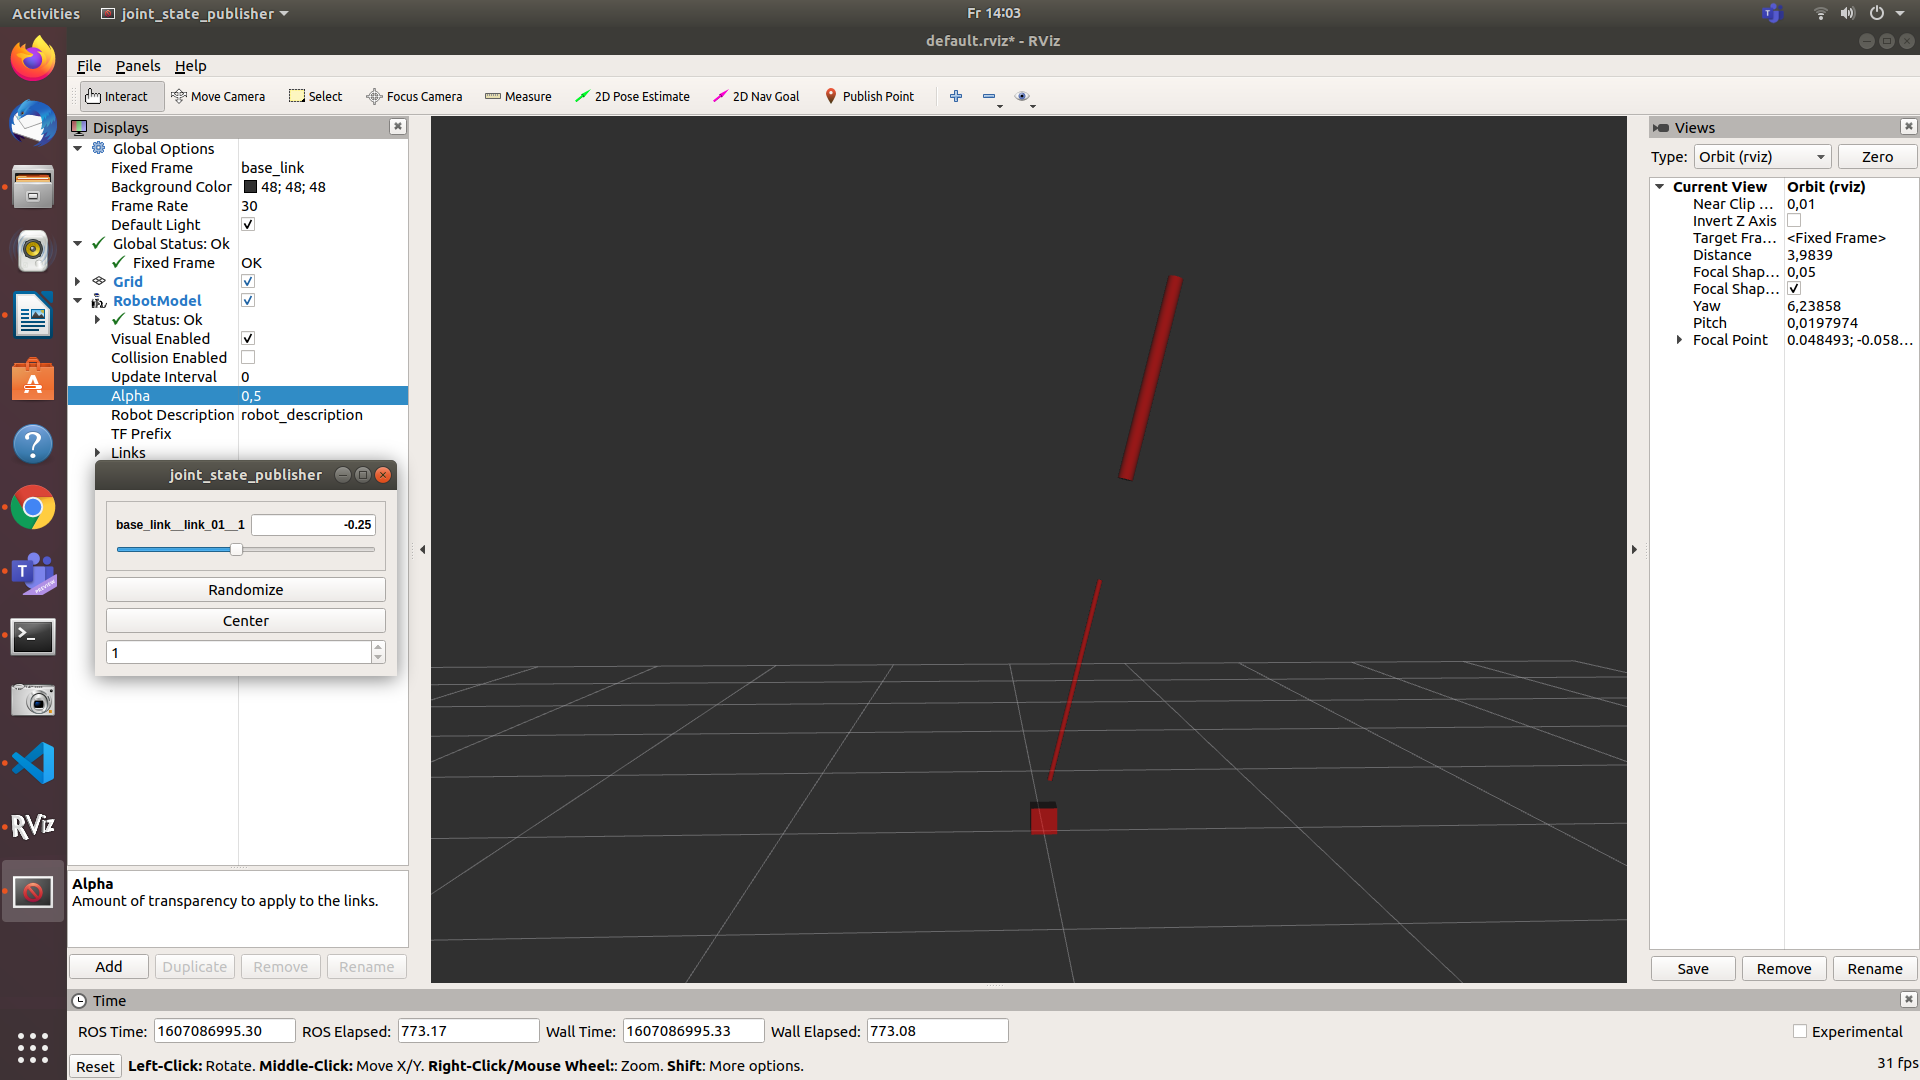 Activities joint_state_publisher Fr 14:03
default.rviz* - RViz
File Panels Help
Interact Move Camera Select Focus Camera Measure 2D Pose Estimate 2D Nav Goal Publish Point
Displays
Global Options
Fixed Frame base_link
Background Color 48; 48; 48
Frame Rate 30
Default Light
Global Status: Ok
Fixed Frame OK
Grid
RobotModel
Status: Ok
Visual Enabled
Collision Enabled
Update Interval 0
Alpha 0,5
Robot Description robot_description
TF Prefix
Links
joint_state_publisher
base_link__link_01__1 -0.25
Randomize
Center
1
Alpha
Amount of transparency to apply to the links.
Add Duplicate Remove Rename
Views
Type: Orbit (rviz) Zero
Current View Orbit (rviz)
Near Clip … 0,01
Invert Z Axis
Target Fra… <Fixed Frame>
Distance 3,9839
Focal Shap… 0,05
Focal Shap…
Yaw 6,23858
Pitch 0,0197974
Focal Point 0.048493; -0.058…
Save Remove Rename
Time
ROS Time: 1607086995.30 ROS Elapsed: 773.17 Wall Time: 1607086995.33 Wall Elapsed: 773.08 Experimental
Reset Left-Click: Rotate. Middle-Click: Move X/Y. Right-Click/Mouse Wheel:: Zoom. Shift: More options. 31 fps
RViz